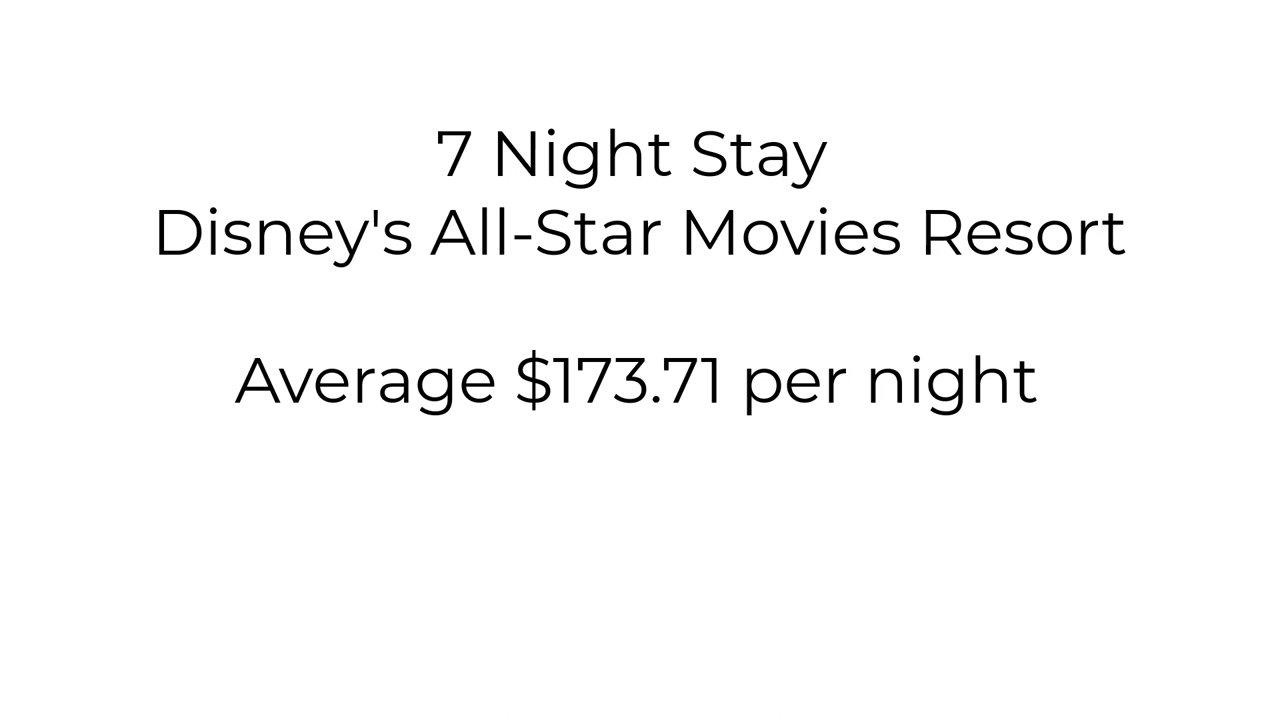 7 Night Stay
Disney's All-Star Movies Resort
Average $173.71 per night